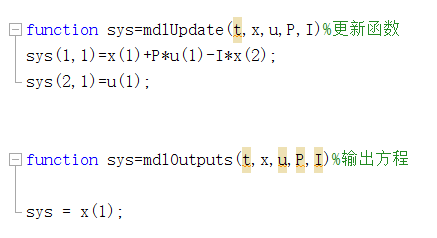 function sys=mdlUpdate(t,x,u,P,I)%更新函数
sys(1,1)=x(1)+P*u(1)-I*x(2);
sys(2,1)=u(1);
function sys=mdlOutputs(t,x,u,P,I)%输出方程
sys = x(1);